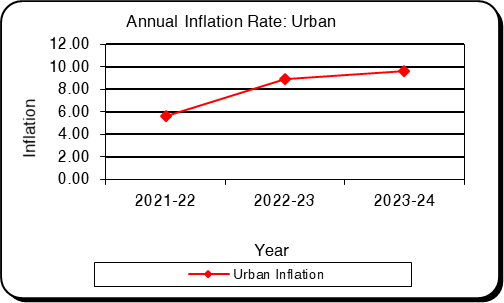 Annual Inflation Rate: Urban
12.00
10.00
8.00
6.00
4.00
2.00
0.00
Inflation
2021-22 2022-23 2023-24
Year
Urban Inflation